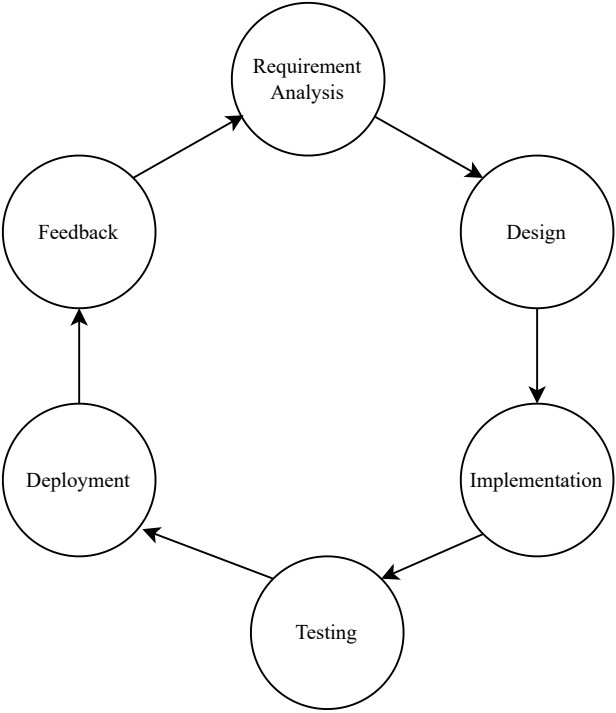 Requirement
Analysis
Feedback
Design
Deployment
Implementation
Testing